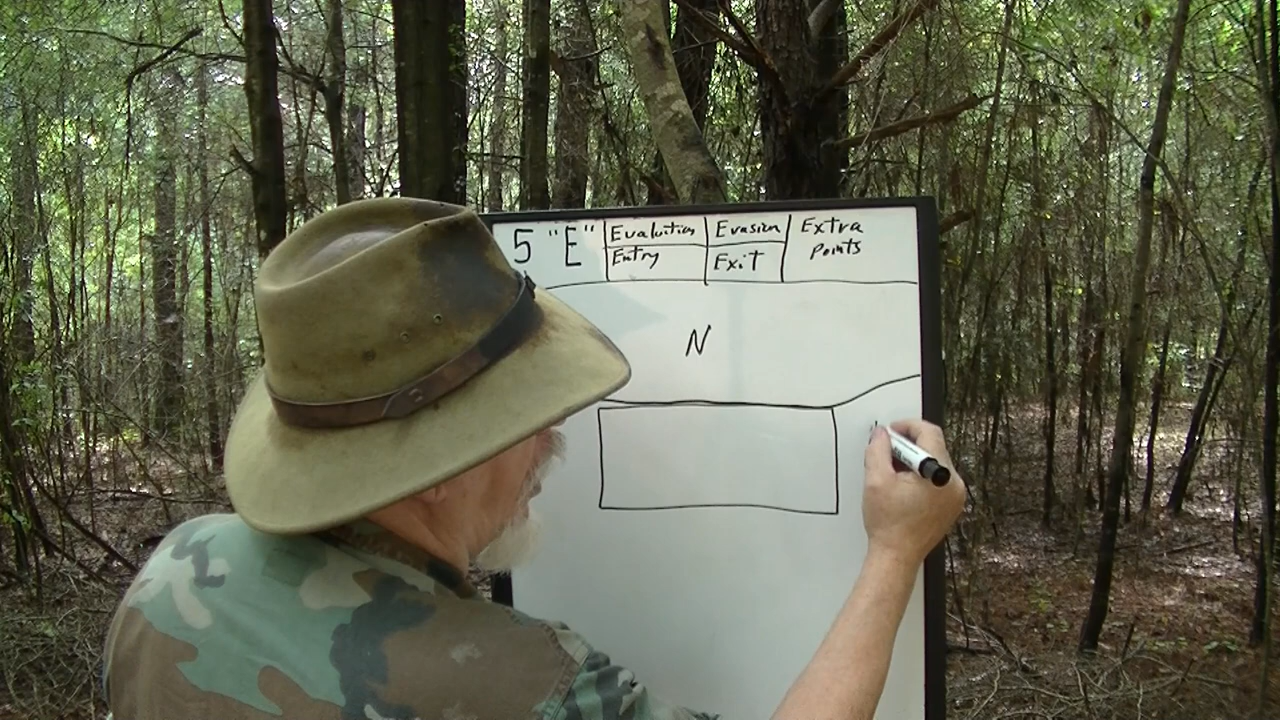 5 "E"
Evaluation
Entry
Evasion
Exit
Extra
Points
N